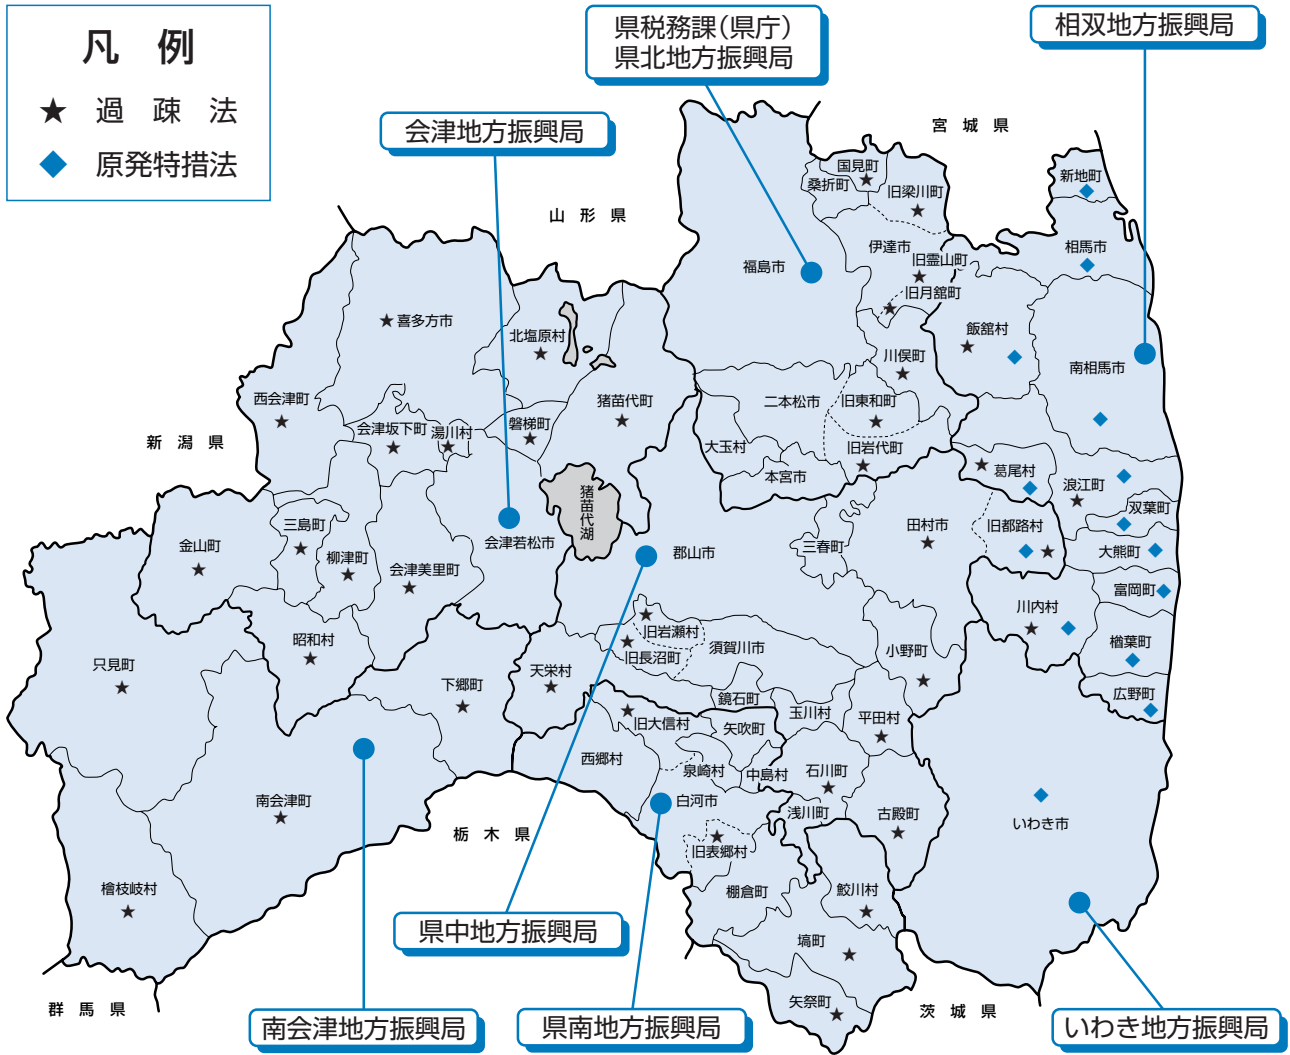 凡　例
★ 過　疎　法
◆ 原発特措法
県税務課(県庁)
県北地方振興局
相双地方振興局
会津地方振興局
宮城県
山形県
新潟県
国見町
桑折町
旧梁川町
新地町
伊達市
相馬市
旧霊山町
福島市
旧月舘町
喜多方市
北塩原村
飯舘村
川俣町
南相馬市
西会津町
猪苗代町
二本松市
旧東和町
会津坂下町
湯川村
磐梯町
大玉村
旧岩代町
本宮市
葛尾村
浪江町
猪苗代湖
双葉町
三島町
金山町
会津若松市
郡山市
三春町
田村市
旧都路村
大熊町
柳津町
会津美里町
富岡町
川内村
昭和村
旧岩瀬村
須賀川市
楢葉町
旧長沼町
小野町
只見町
天栄村
下郷町
広野町
鏡石町
玉川村
平田村
旧大信村
矢吹町
西郷村
泉崎村
中島村
石川町
南会津町
白河市
浅川町
古殿町
いわき市
栃木県
旧表郷村
檜枝岐村
棚倉町
鮫川村
県中地方振興局
塙町
矢祭町
群馬県
茨城県
南会津地方振興局
県南地方振興局
いわき地方振興局